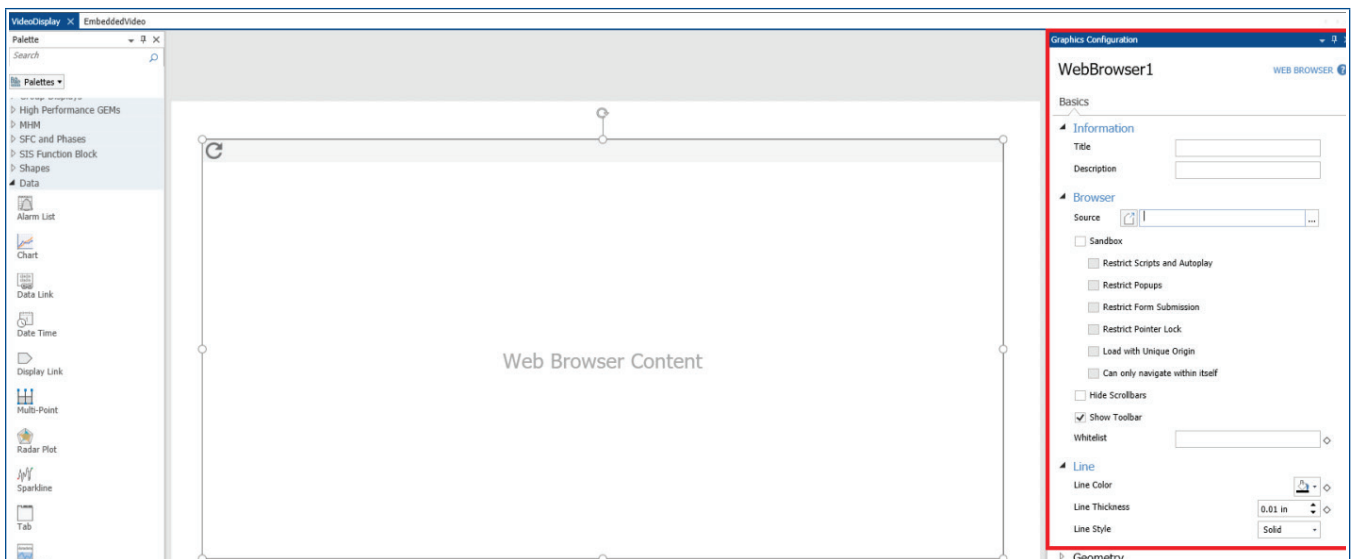 VideoDisplay
EmbeddedVideo
Palette
Search
Palettes
High Performance GEMs
MHM
SFC and Phases
SIS Function Block
Shapes
Data
Alarm List
Chart
Data Link
Date Time
Display Link
Multi-Point
Radar Plot
Sparkline
Tab
Web Browser Content
Graphics Configuration
WebBrowser1
WEB BROWSER
Basics
Information
Title
Description
Browser
Source
...
Sandbox
Restrict Scripts and Autoplay
Restrict Popups
Restrict Form Submission
Restrict Pointer Lock
Load with Unique Origin
Can only navigate within itself
Hide Scrollbars
Show Toolbar
Whitelist
Line
Line Color
Line Thickness
0.01 in
Line Style
Solid
Geometry